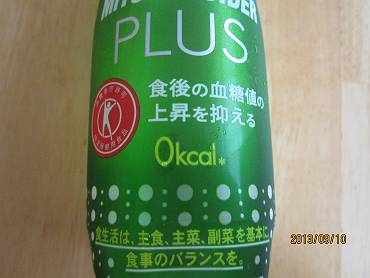 PLUS
食後の血糖値の
上昇を抑える
0kcal*
食生活は、主食、主菜、副菜を基本に
食事のバランスを。
2013/09/10